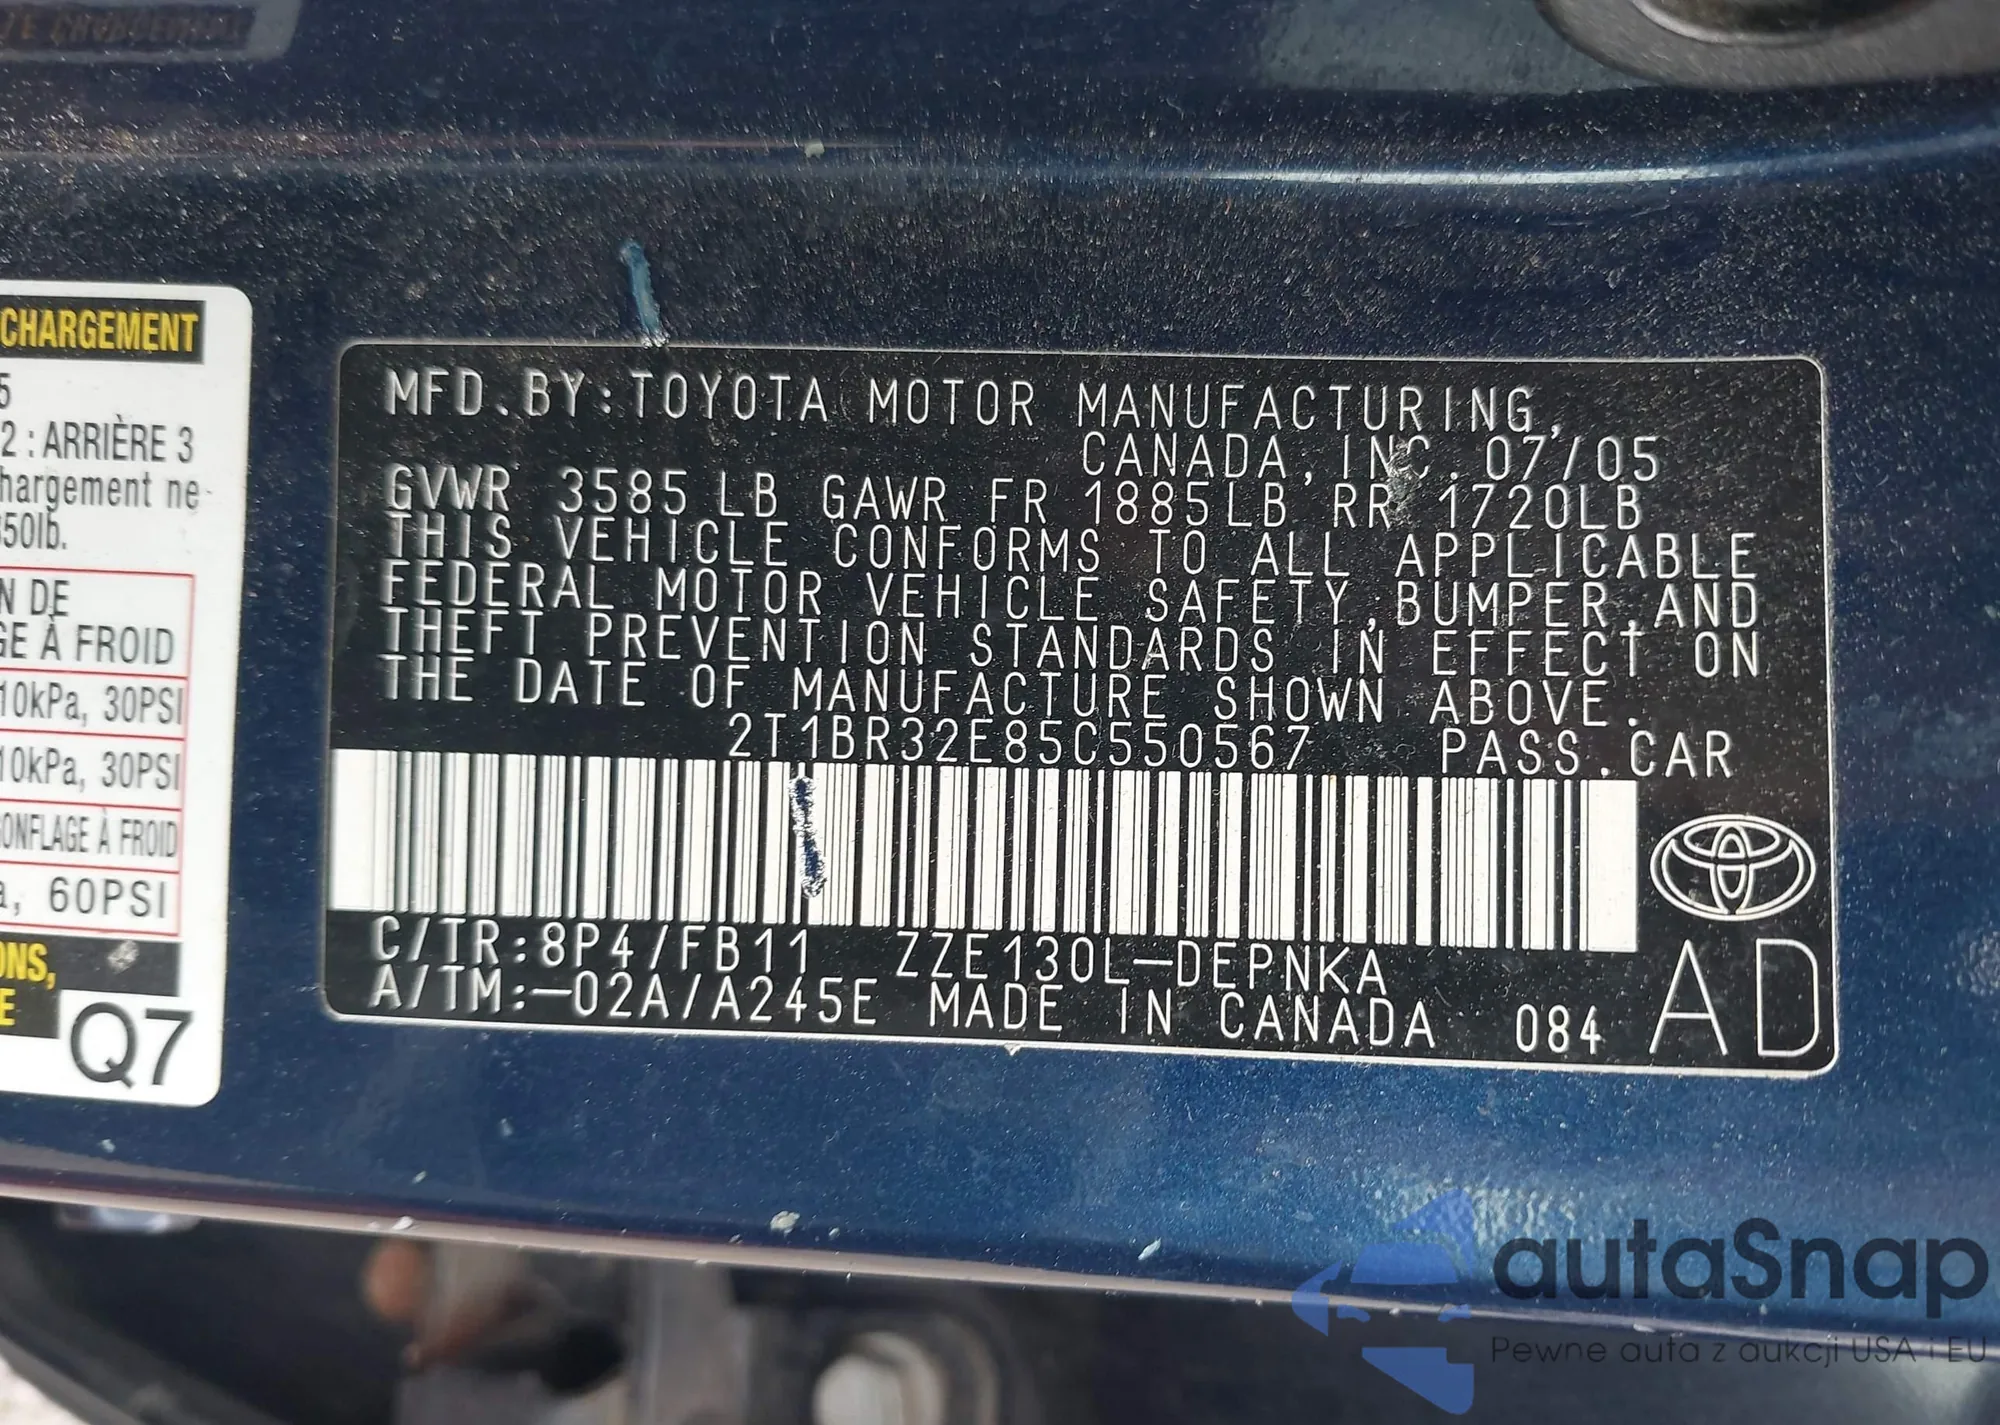 CHARGEMENT
5
2 : ARRIÈRE 3
hargement ne
350lb.
N DE
GE À FROID
10kPa, 30PSI
10kPa, 30PSI
GONFLAGE À FROID
a, 60PSI
ONS,
E
Q7
MFD.BY:TOYOTA MOTOR MANUFACTURING,
CANADA,INC. 07/05
GVWR 3585LB GAWR FR 1885LB RR 1720LB
THIS VEHICLE CONFORMS TO ALL APPLICABLE
FEDERAL MOTOR VEHICLE SAFETY,BUMPER,AND
THEFT PREVENTION STANDARDS IN EFFECT ON
THE DATE OF MANUFACTURE SHOWN ABOVE.
2T1BR32E85C550567 PASS.CAR
C/TR:8P4/FB11 ZZE130L-DEPNKA
A/TM:-02A/A245E MADE IN CANADA 084
AD
autaSnap
Pewne auta z aukcji USA i EU